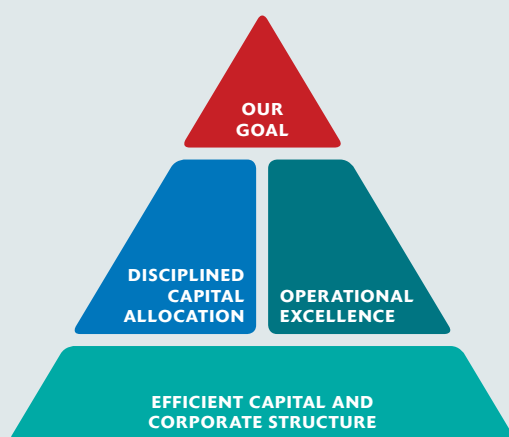 OUR
GOAL
DISCIPLINED
CAPITAL
ALLOCATION
OPERATIONAL
EXCELLENCE
EFFICIENT CAPITAL AND
CORPORATE STRUCTURE